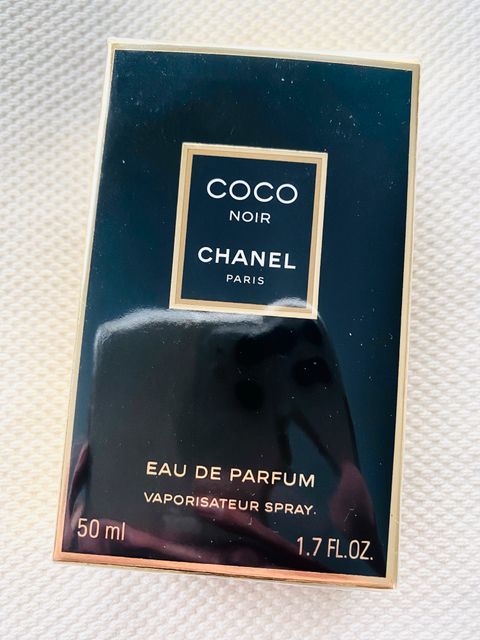 COCO
NOIR
CHANEL
PARIS
EAU DE PARFUM
VAPORISATEUR SPRAY.
50 ml
1.7 FL.OZ.